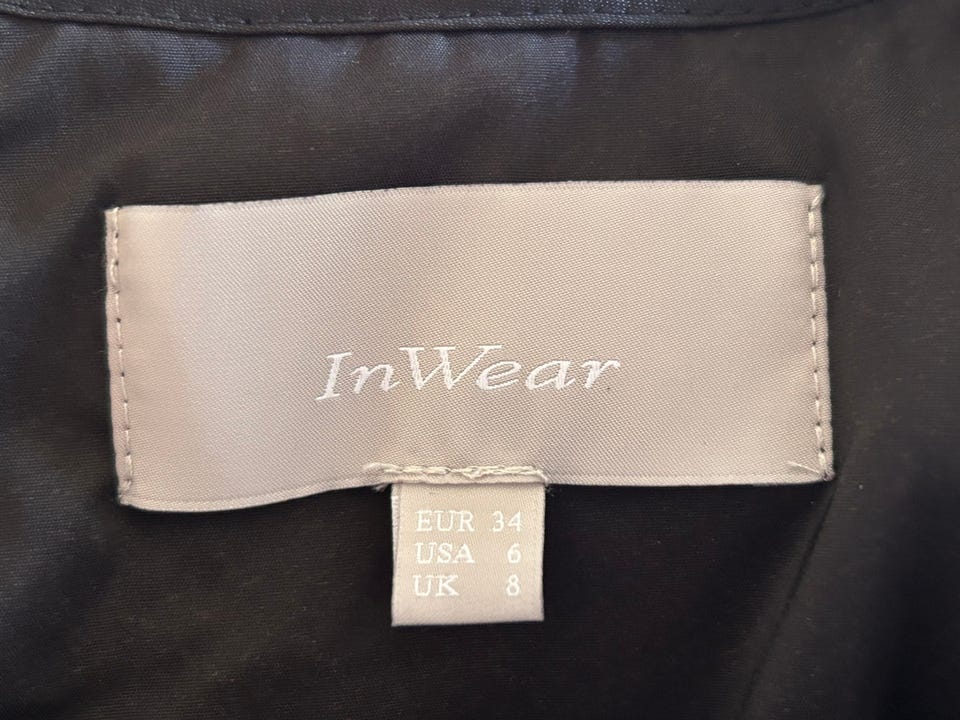 InWear
EUR 34
USA 6
UK 8